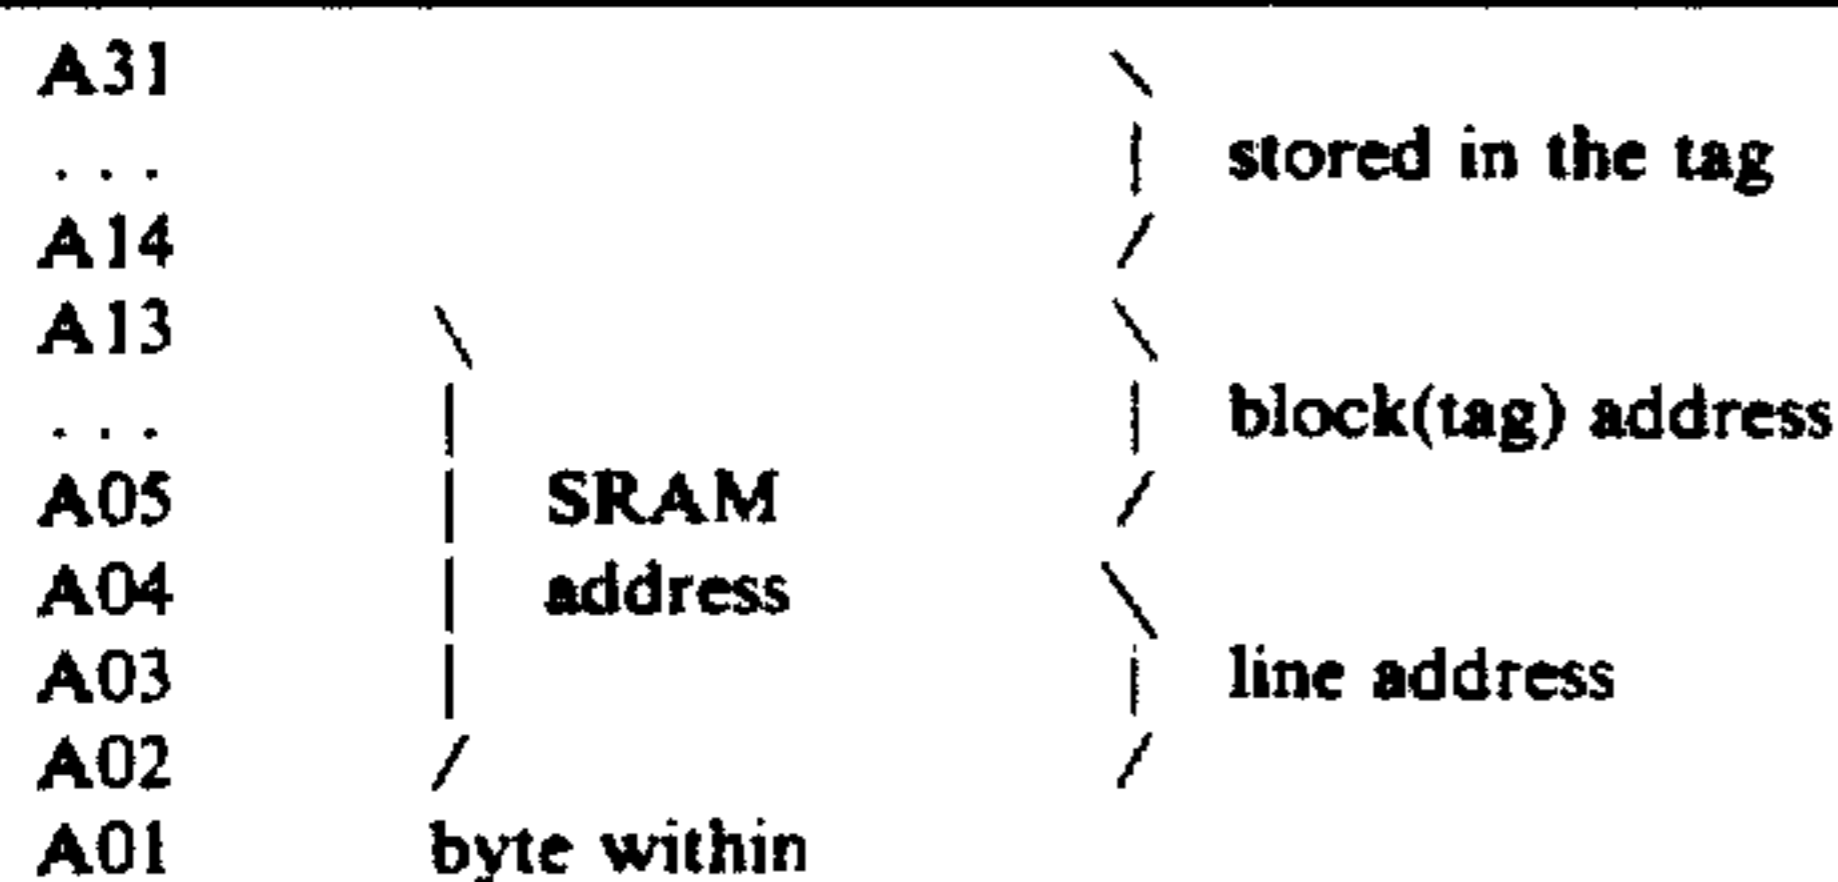 A31 \
. . . | stored in the tag
A14 /
A13 \ \
. . . | | block(tag) address
A05 | SRAM /
A04 | address \
A03 | | line address
A02 / /
A01 byte within